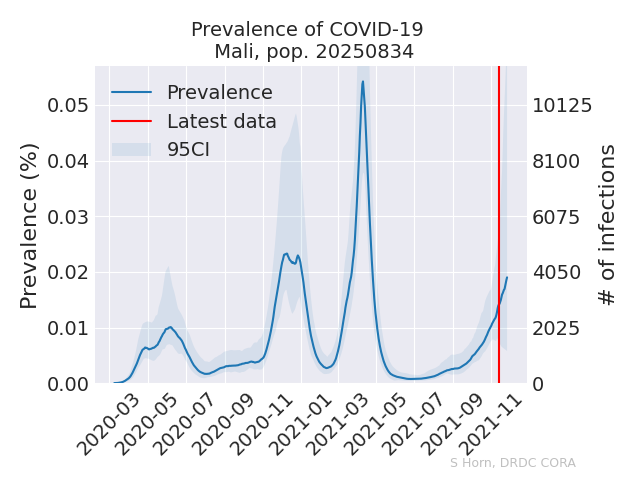 Prevalence of COVID-19
Mali, pop. 20250834
Prevalence
Latest data
95CI
Prevalence (%)
0.05
0.04
0.03
0.02
0.01
0.00
10125
8100
6075
4050
2025
0
# of infections
2020-03
2020-05
2020-07
2020-09
2020-11
2021-01
2021-03
2021-05
2021-07
2021-09
2021-11
S Horn, DRDC CORA